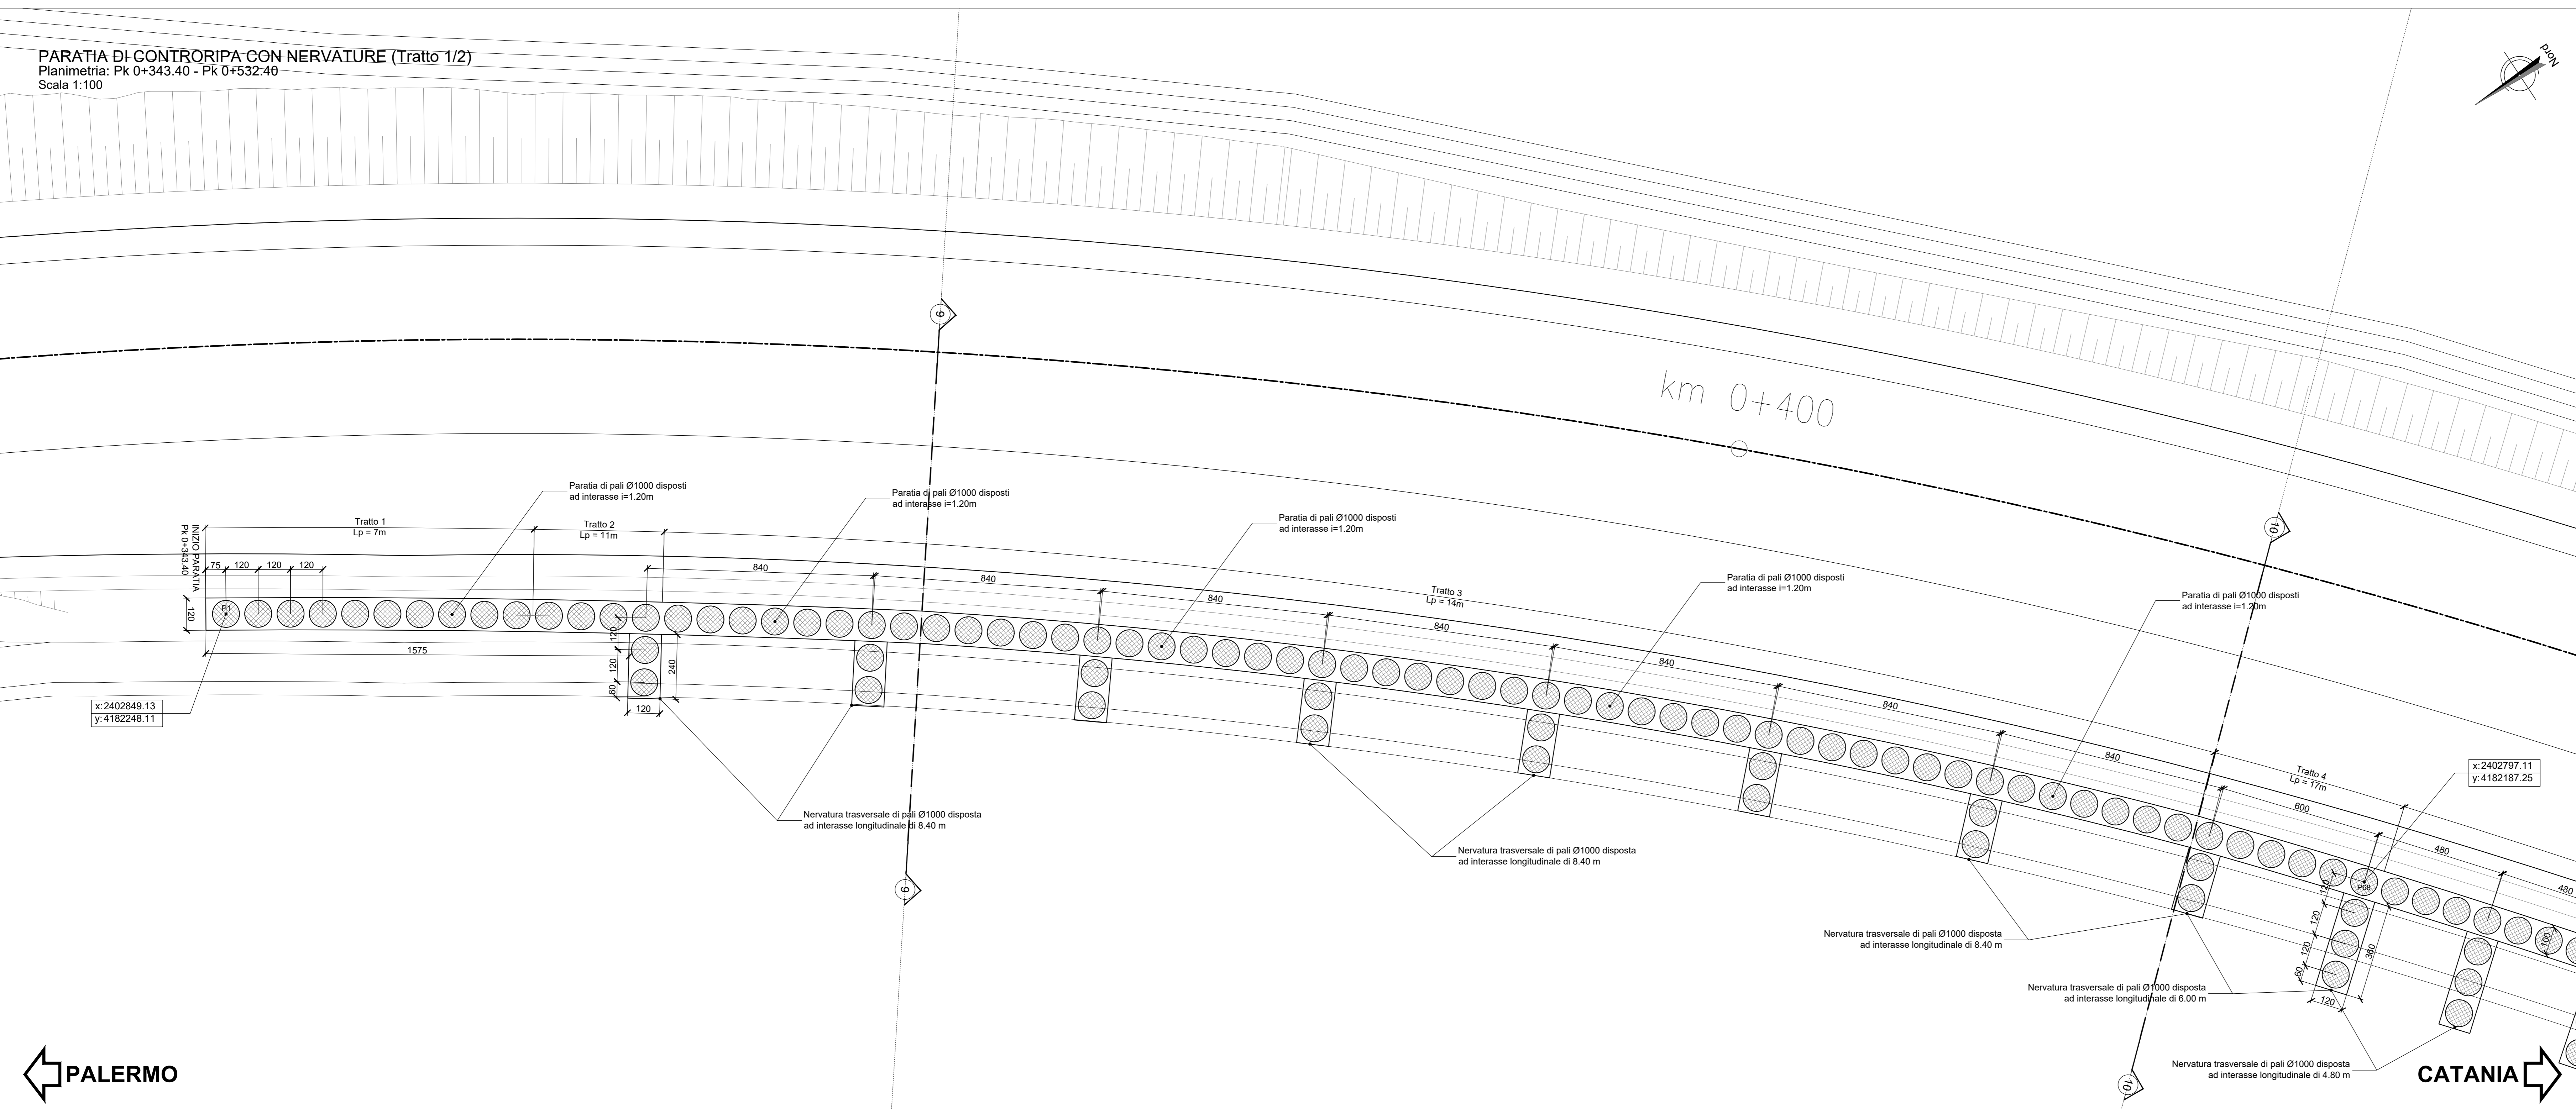 PARATIA DI CONTRORIPA CON NERVATURE (Tratto 1/2)
Planimetria: Pk 0+343.40 - Pk 0+532.40
Scala 1:100
Nord
9
km 0+400
10
Paratia di pali Ø1000 disposti
ad interasse i=1.20m
Paratia di pali Ø1000 disposti
ad interasse i=1.20m
Paratia di pali Ø1000 disposti
ad interasse i=1.20m
Paratia di pali Ø1000 disposti
ad interasse i=1.20m
Paratia di pali Ø1000 disposti
ad interasse i=1.20m
INIZIO PARATIA
Pk 0+343.40
Tratto 1
Lp = 7m
Tratto 2
Lp = 11m
Tratto 3
Lp = 14m
Tratto 4
Lp = 17m
75
120
120
120
840
840
840
840
840
840
840
600
480
480
120
P1
1575
120
120
60
240
120
x:2402849.13
y:4182248.11
x:2402797.11
y:4182187.25
P68
120
120
120
60
360
120
100
Nervatura trasversale di pali Ø1000 disposta
ad interasse longitudinale di 8.40 m
Nervatura trasversale di pali Ø1000 disposta
ad interasse longitudinale di 8.40 m
Nervatura trasversale di pali Ø1000 disposta
ad interasse longitudinale di 8.40 m
Nervatura trasversale di pali Ø1000 disposta
ad interasse longitudinale di 6.00 m
Nervatura trasversale di pali Ø1000 disposta
ad interasse longitudinale di 4.80 m
9
10
PALERMO
CATANIA